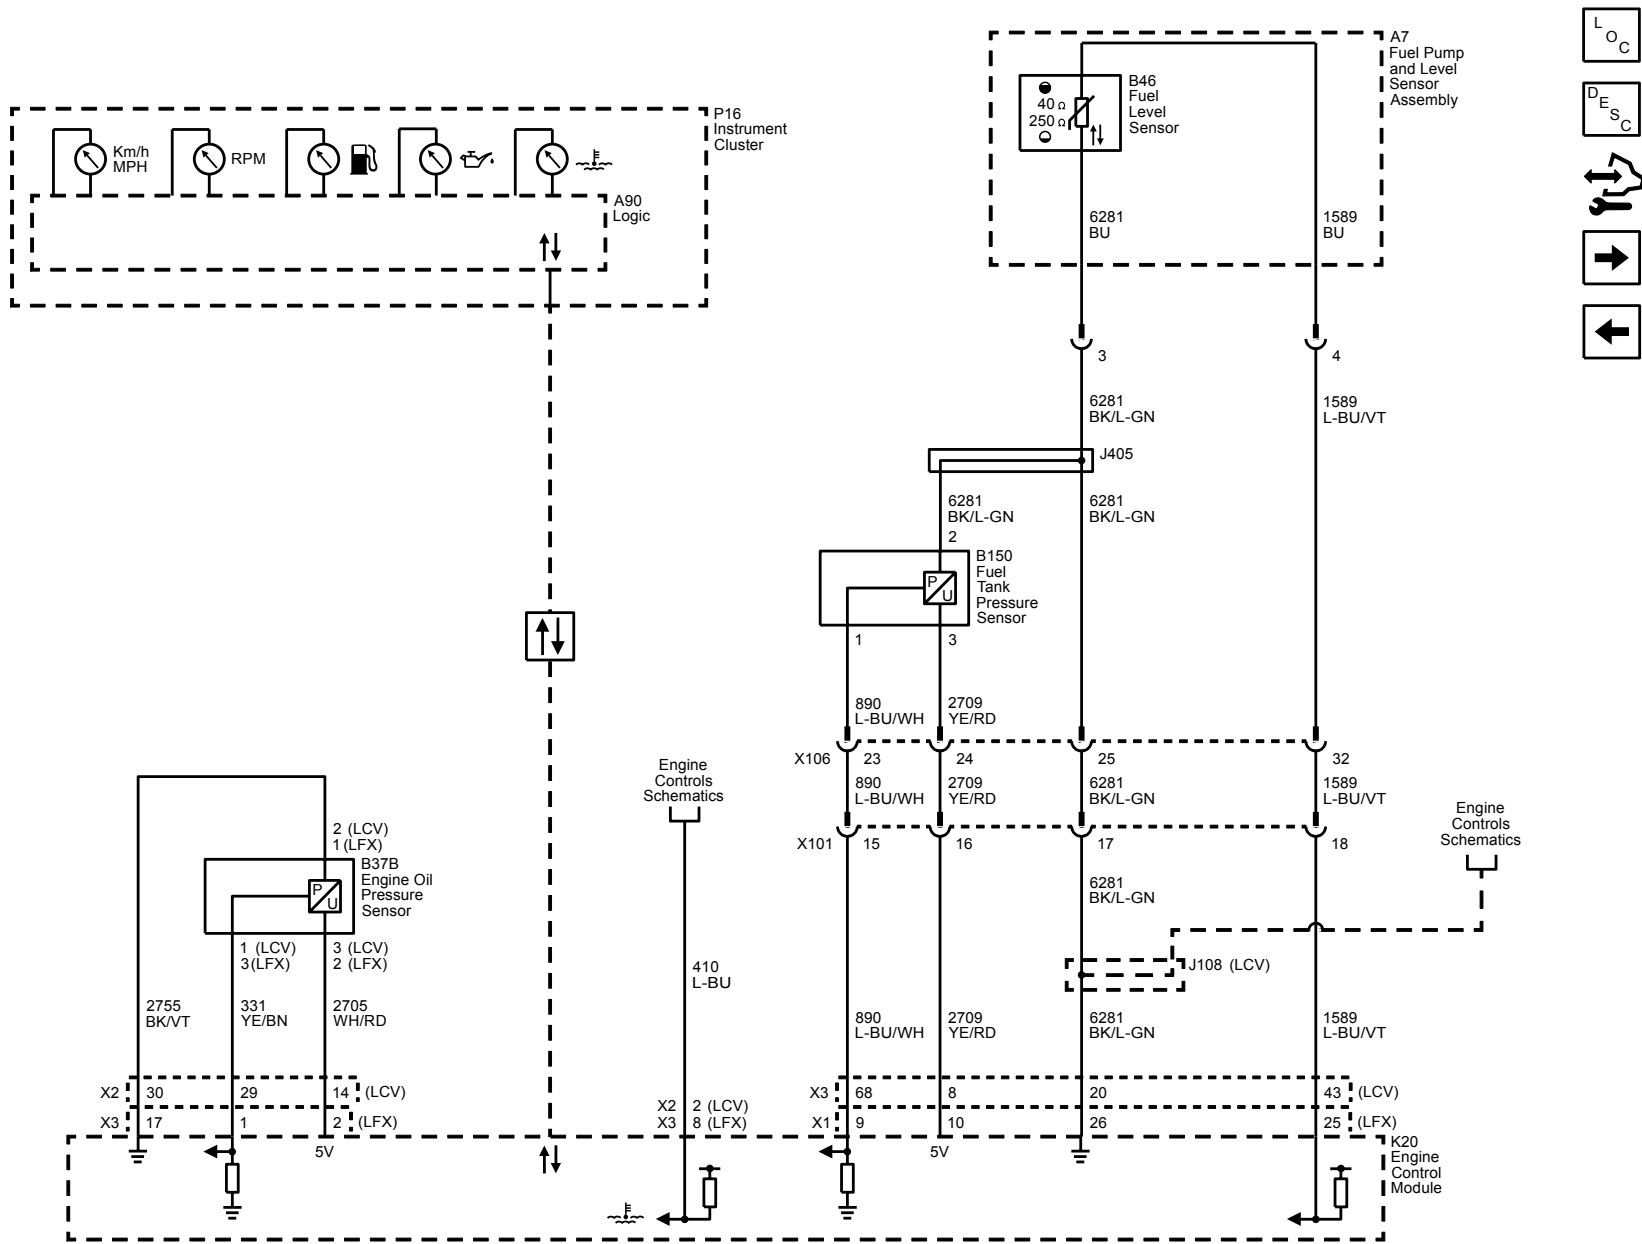 L
O
C
D
E
S
C
A7
Fuel Pump
and Level
Sensor
Assembly
B46
Fuel
Level
Sensor
40 Ω
250 Ω
6281
BU
1589
BU
P16
Instrument
Cluster
Km/h
MPH
RPM
A90
Logic
3
4
6281
BK/L-GN
1589
L-BU/VT
J405
6281
BK/L-GN
6281
BK/L-GN
2
B150
Fuel
Tank
Pressure
Sensor
P
U
1
3
890
L-BU/WH
2709
YE/RD
X106
23
24
25
32
890
L-BU/WH
2709
YE/RD
6281
BK/L-GN
1589
L-BU/VT
X101
15
16
17
18
Engine
Controls
Schematics
Engine
Controls
Schematics
2 (LCV)
1 (LFX)
B37B
Engine Oil
Pressure
Sensor
P
U
1 (LCV)
3 (LFX)
3 (LCV)
2 (LFX)
6281
BK/L-GN
J108 (LCV)
410
L-BU
2755
BK/VT
331
YE/BN
2705
WH/RD
890
L-BU/WH
2709
YE/RD
6281
BK/L-GN
1589
L-BU/VT
X2 30 29 14 (LCV)
X3 17 1 2 (LFX)
X2 2 (LCV)
X3 8 (LFX)
X3 68 8 20 43 (LCV)
X1 9 10 26 25 (LFX)
5V
5V
K20
Engine
Control
Module